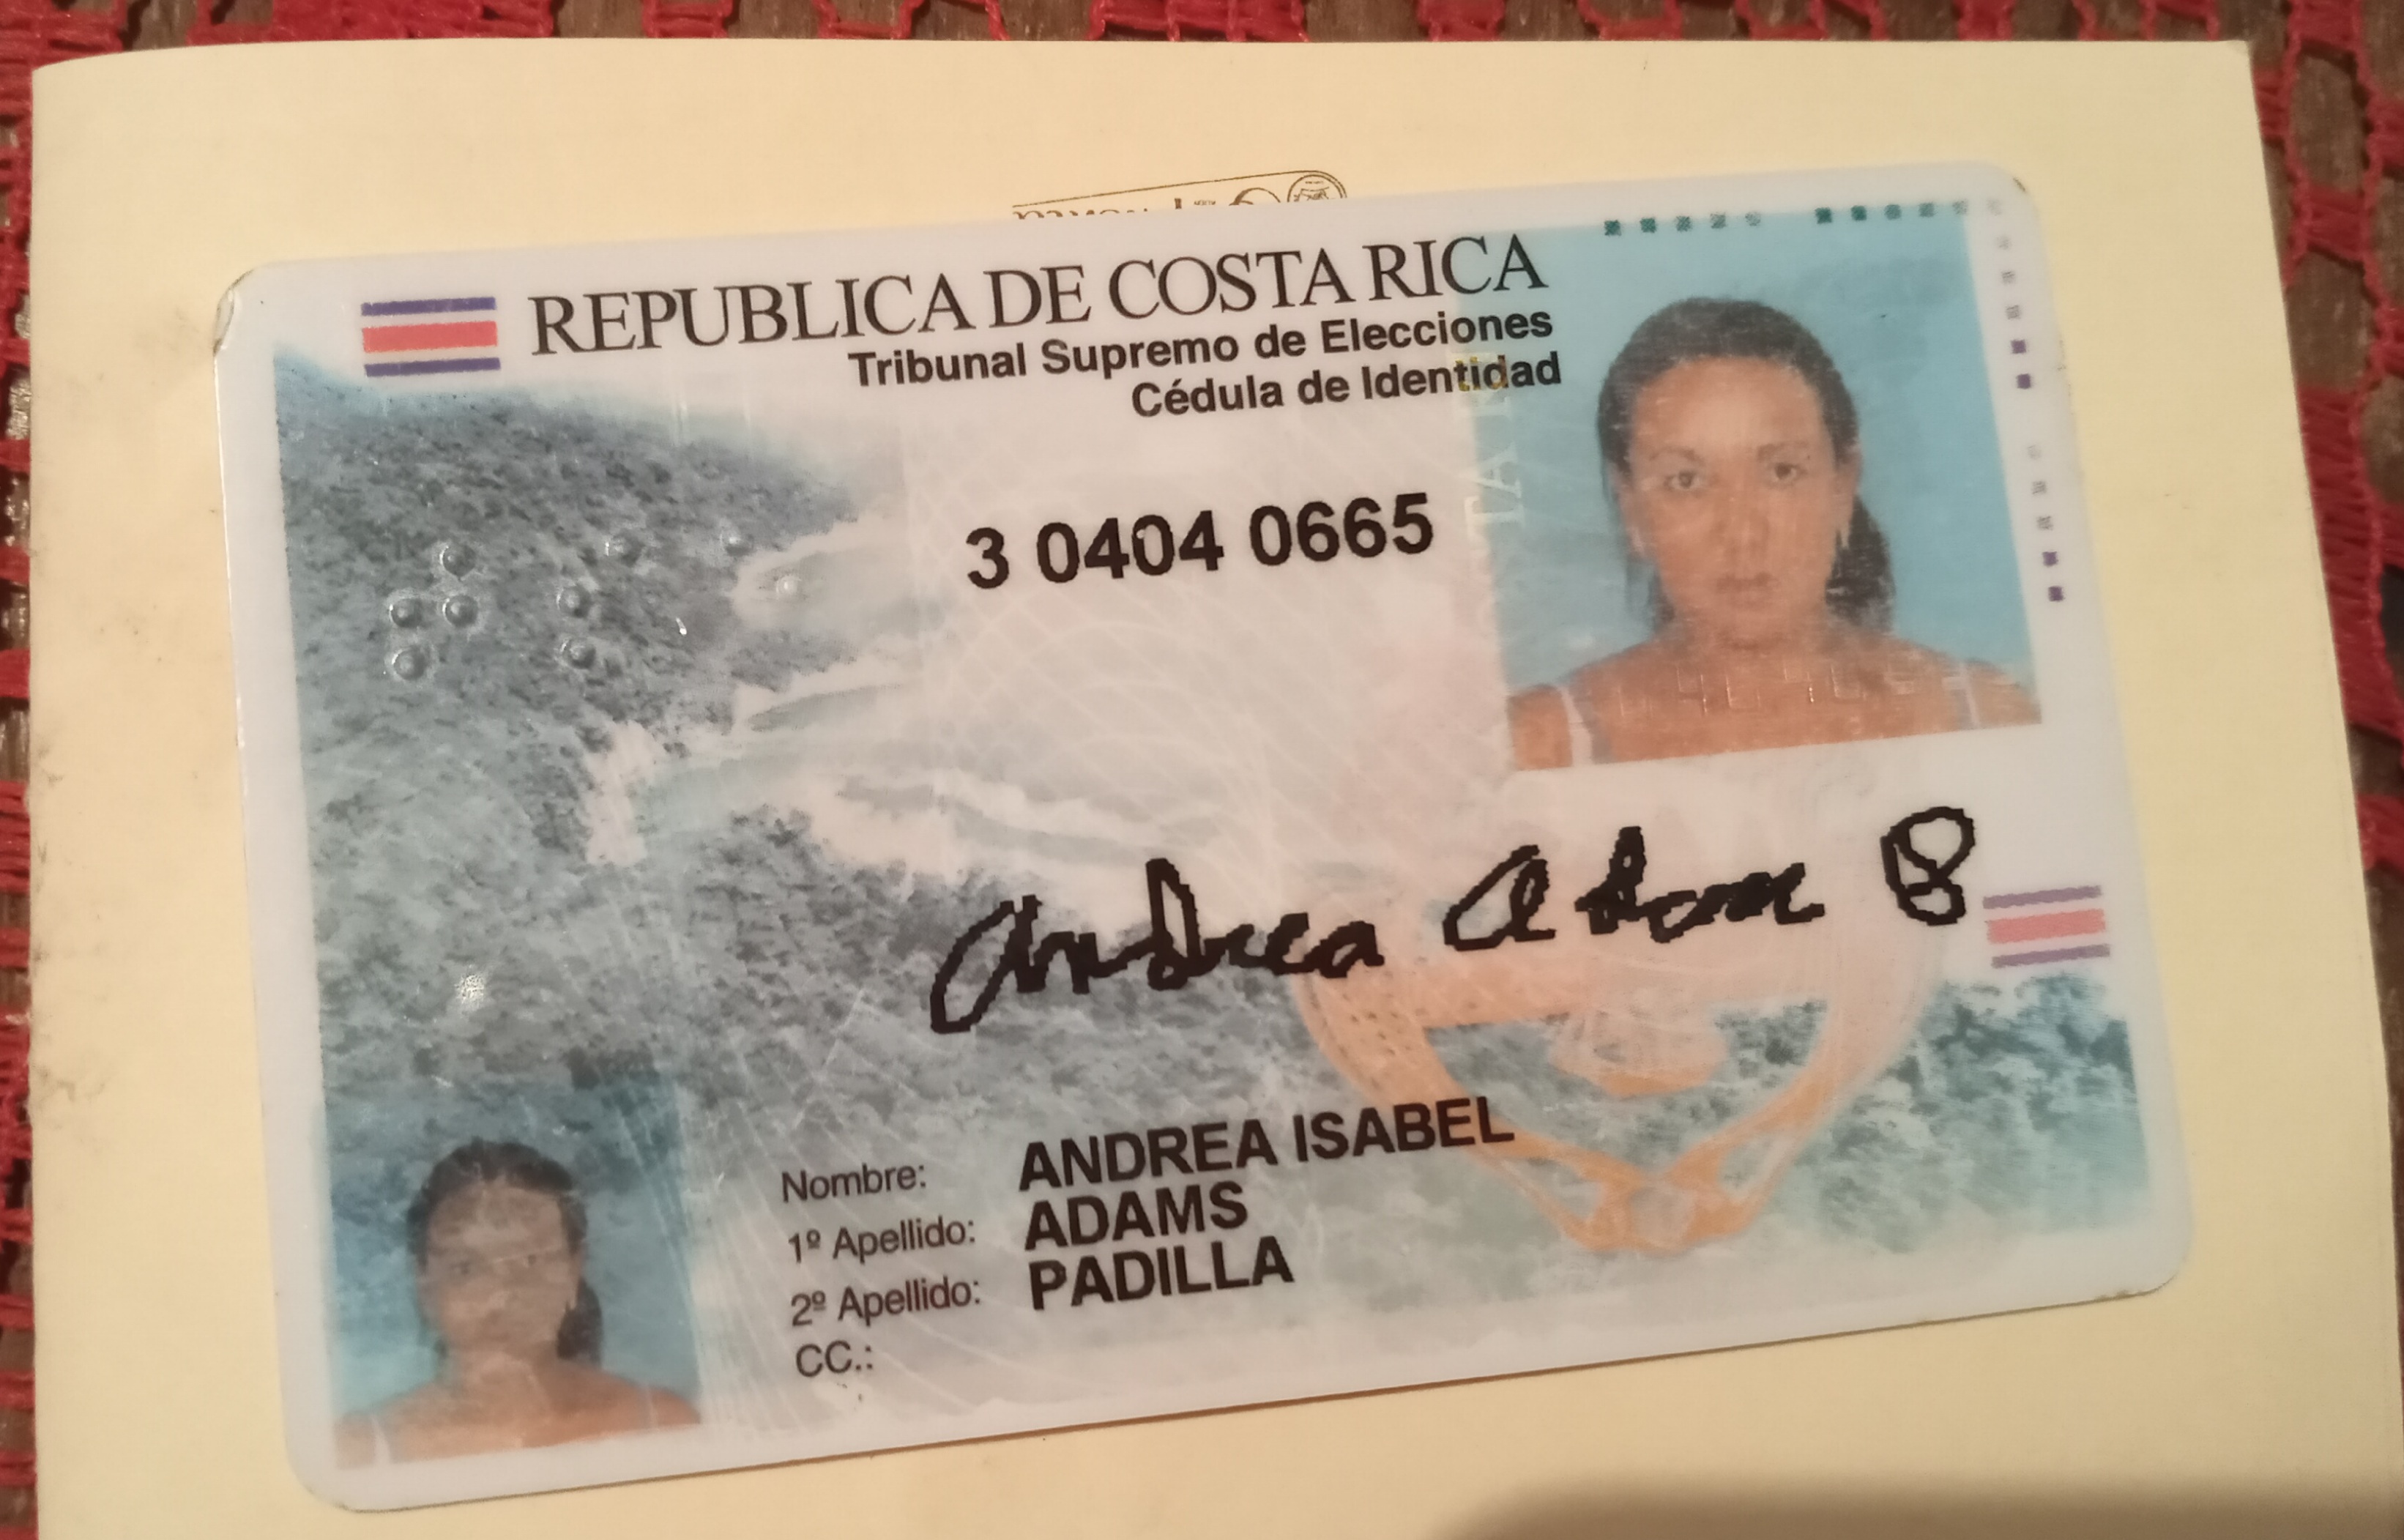 REPUBLICA DE COSTA RICA
Tribunal Supremo de Elecciones
Cédula de Identidad
3 0404 0665
Andrea
Nombre: ANDREA ISABEL
1º Apellido: ADAMS
2º Apellido: PADILLA
CC.: